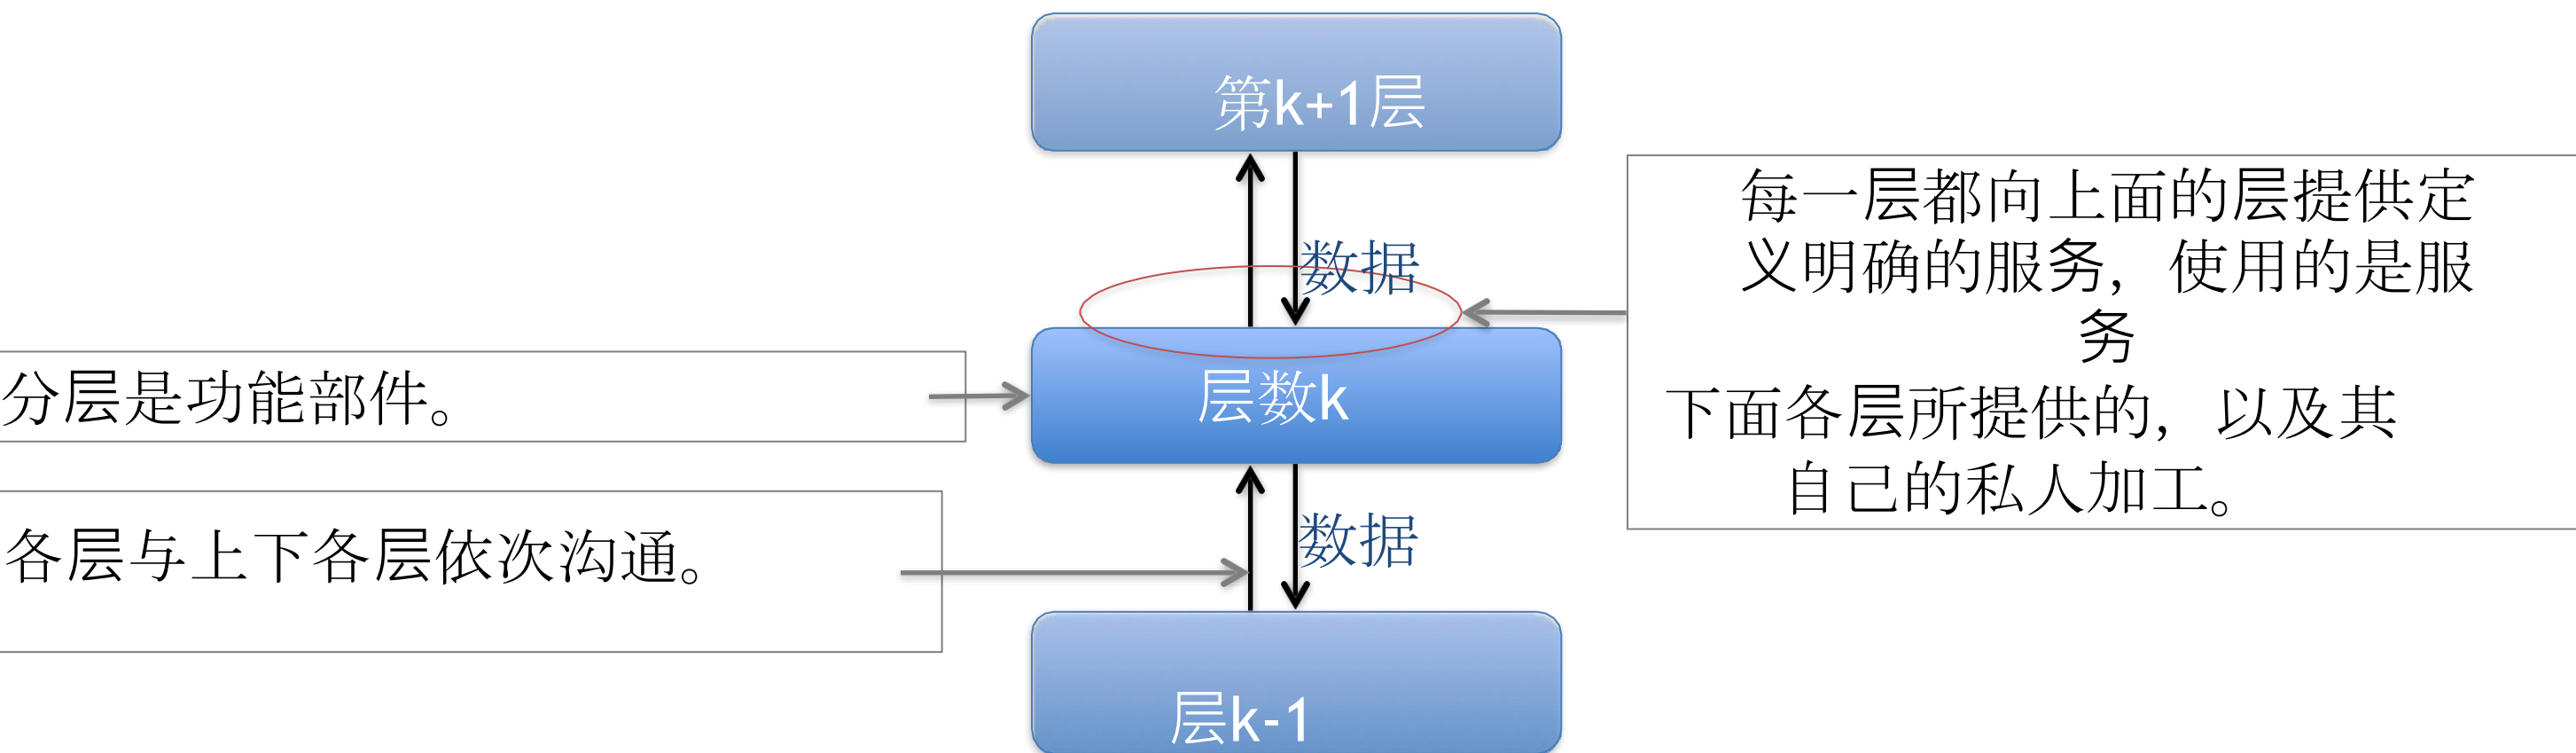 第k+1层
数据
每一层都向上面的层提供定
义明确的服务，使用的是服
务
下面各层所提供的，以及其
自己的私人加工。
分层是功能部件。
层数k
各层与上下各层依次沟通。
数据
层k-1